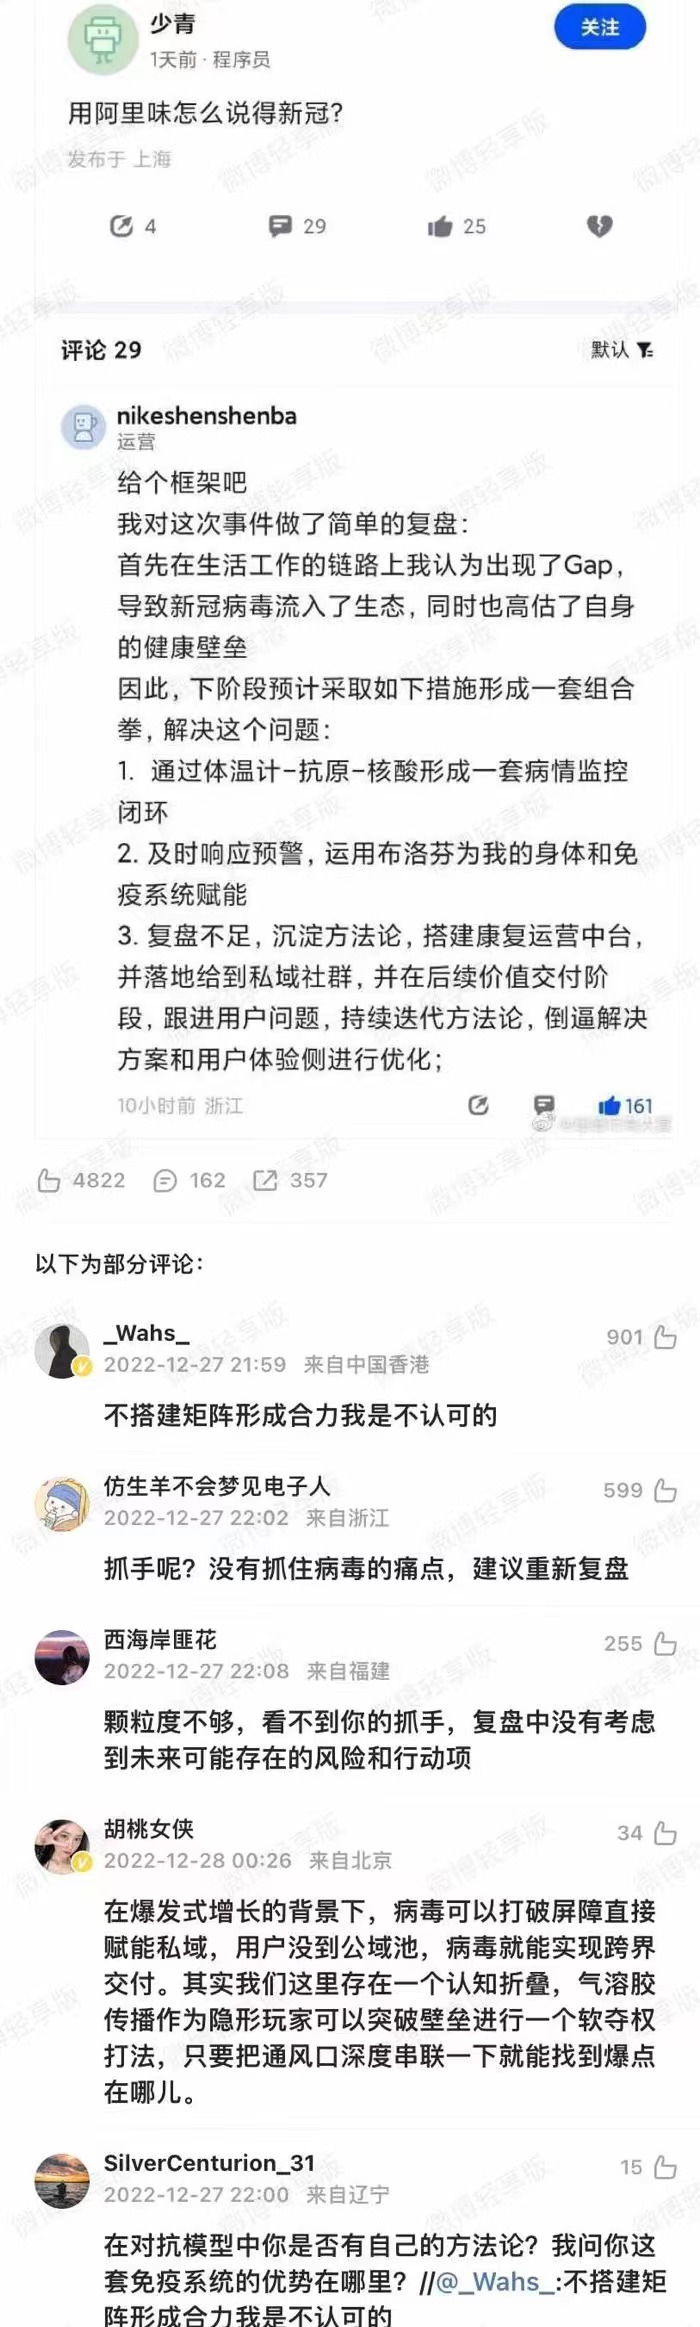 少青
1天前 · 程序员
关注
用阿里味怎么说得新冠?
发布于 上海
4
29
25
评论 29
默认
nikeshenshenba
运营
给个框架吧
我对这次事件做了简单的复盘：
首先在生活工作的链路上我认为出现了Gap，
导致新冠病毒流入了生态，同时也高估了自身
的健康壁垒
因此，下阶段预计采取如下措施形成一套组合
拳，解决这个问题：
1. 通过体温计-抗原-核酸形成一套病情监控
闭环
2. 及时响应预警，运用布洛芬为我的身体和免
疫系统赋能
3. 复盘不足，沉淀方法论，搭建康复运营中台，
并落地给到私域社群，并在后续价值交付阶
段，跟进用户问题，持续迭代方法论，倒逼解决
方案和用户体验侧进行优化；
10小时前 浙江
161
4822
162
357
以下为部分评论：
_Wahs_
901
2022-12-27 21:59 来自中国香港
不搭建矩阵形成合力我是不认可的
仿生羊不会梦见电子人
599
2022-12-27 22:02 来自浙江
抓手呢？没有抓住病毒的痛点，建议重新复盘
西海岸匪花
255
2022-12-27 22:08 来自福建
颗粒度不够，看不到你的抓手，复盘中没有考虑
到未来可能存在的风险和行动项
胡桃女侠
34
2022-12-28 00:26 来自北京
在爆发式增长的背景下，病毒可以打破屏障直接
赋能私域，用户没到公域池，病毒就能实现跨界
交付。其实我们这里存在一个认知折叠，气溶胶
传播作为隐形玩家可以突破壁垒进行一个软夺权
打法，只要把通风口深度串联一下就能找到爆点
在哪儿。
SilverCenturion_31
15
2022-12-27 22:00 来自辽宁
在对抗模型中你是否有自己的方法论？我问你这
套免疫系统的优势在哪里？//@_Wahs_:不搭建矩
阵形成合力我是不认可的
微博轻享版